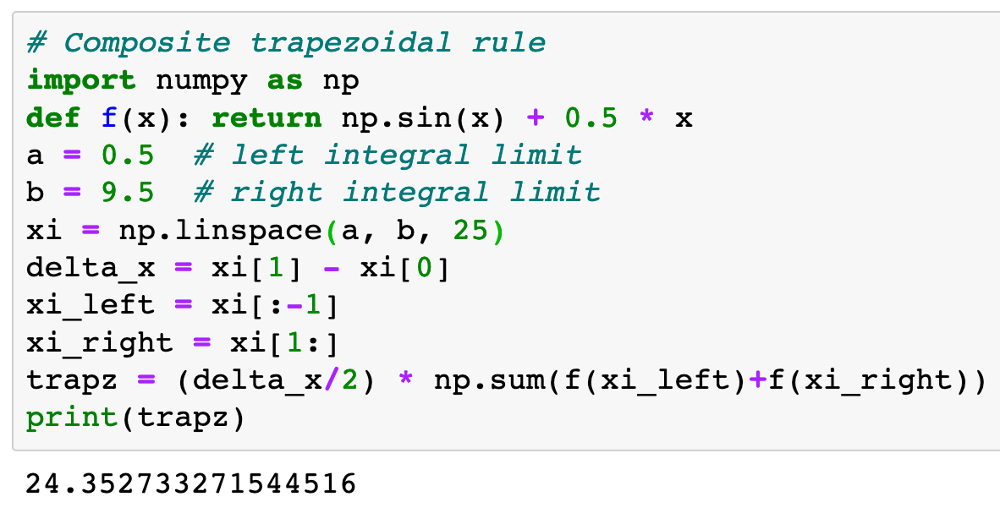 # Composite trapezoidal rule
import numpy as np
def f(x): return np.sin(x) + 0.5 * x
a = 0.5  # left integral limit
b = 9.5  # right integral limit
xi = np.linspace(a, b, 25)
delta_x = xi[1] - xi[0]
xi_left = xi[:-1]
xi_right = xi[1:]
trapz = (delta_x/2) * np.sum(f(xi_left)+f(xi_right))
print(trapz)
24.352733271544516